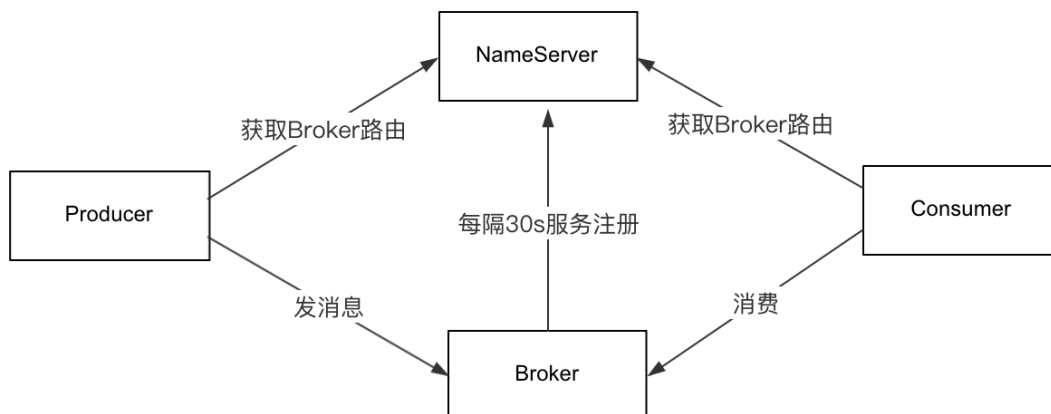 NameServer
获取Broker路由
获取Broker路由
Producer
Consumer
每隔30s服务注册
发消息
消费
Broker